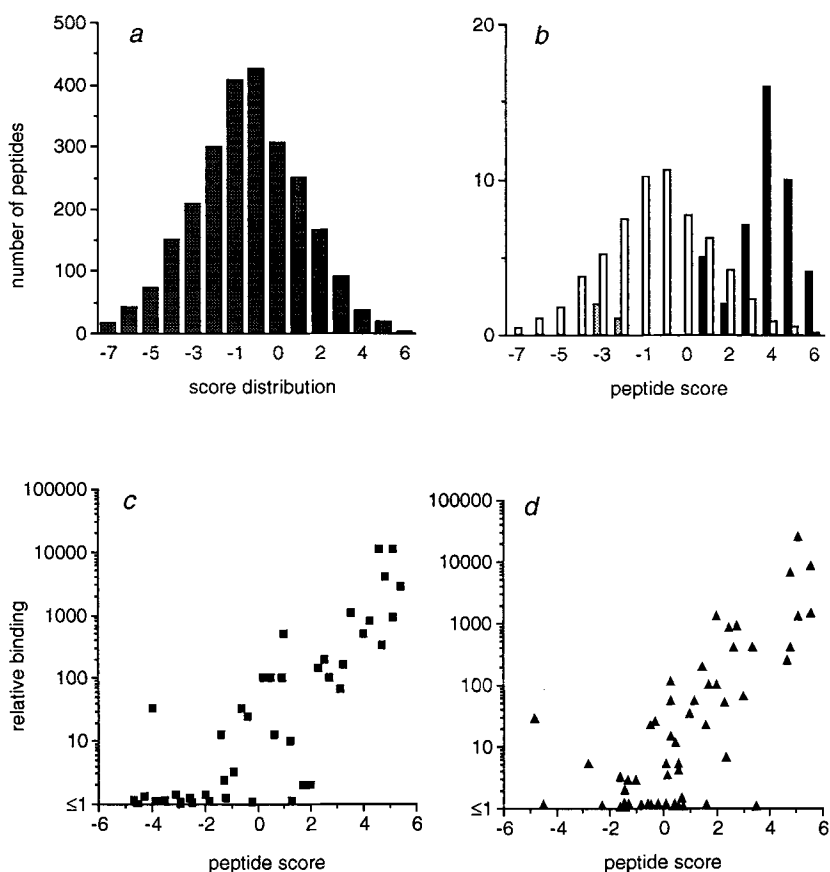 a
number of peptides
500
400
300
200
100
0
-7 -5 -3 -1 0 2 4 6
score distribution
b
20
10
0
-7 -5 -3 -1 0 2 4 6
peptide score
c
relative binding
100000
10000
1000
100
10
≤1
-6 -4 -2 0 2 4 6
peptide score
d
100000
10000
1000
100
10
≤1
-6 -4 -2 0 2 4 6
peptide score